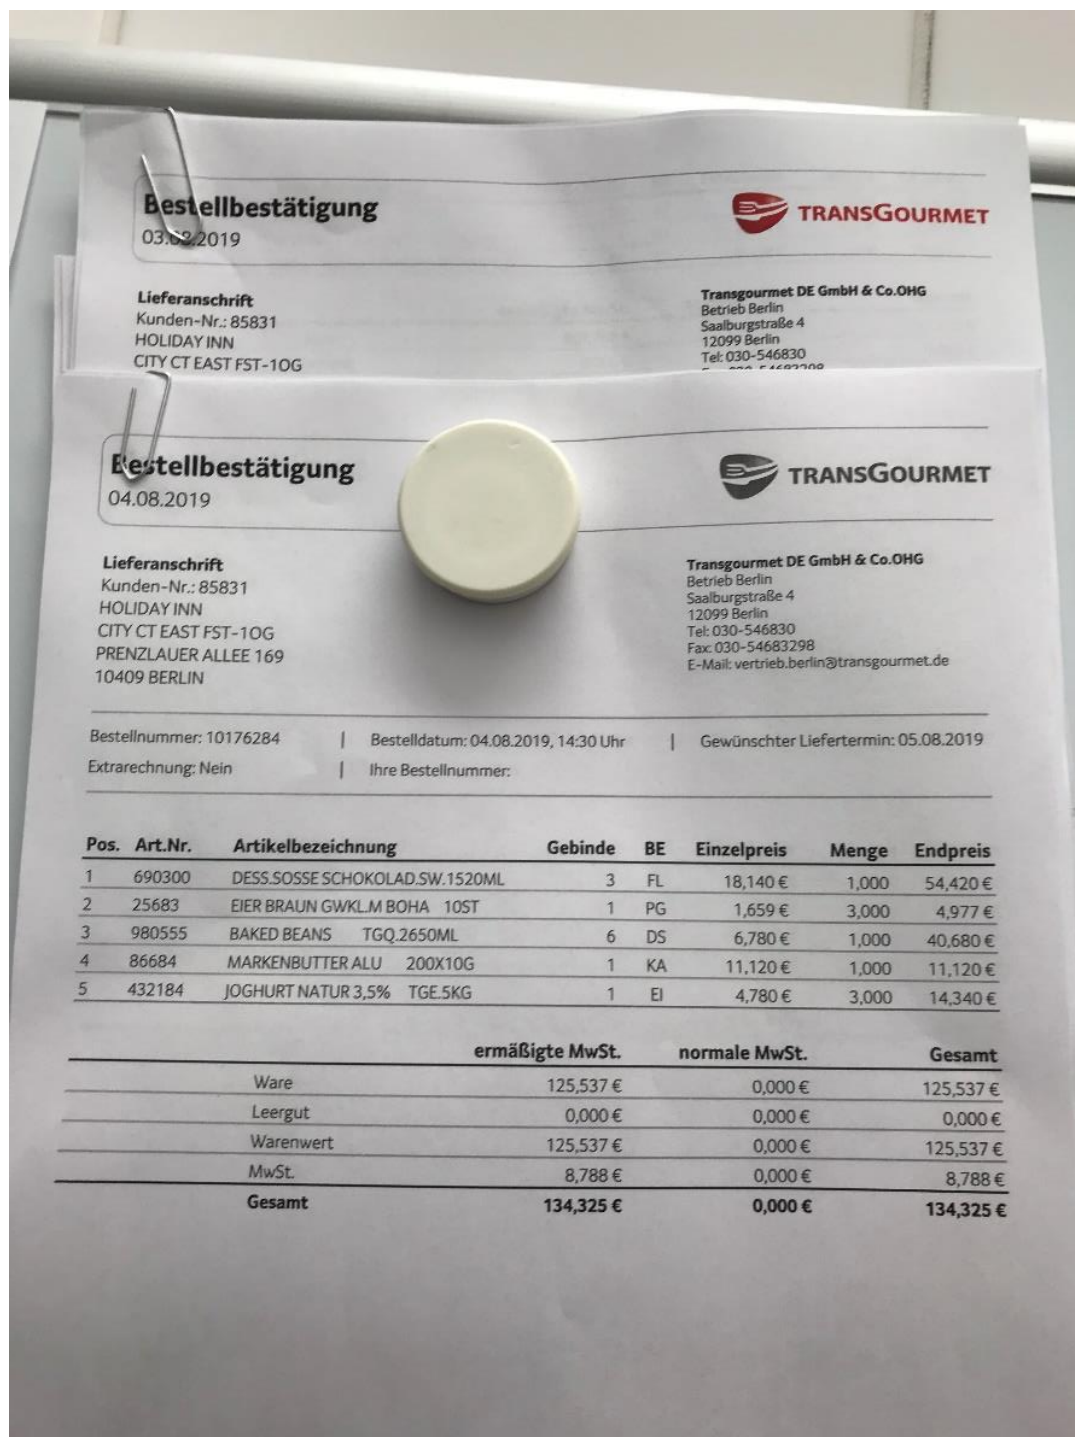 Bestellbestätigung
TRANSGOURMET
03.08.2019
Lieferanschrift
Kunden-Nr.: 85831
HOLIDAY INN
CITY CT EAST FST-1OG
Transgourmet DE GmbH & Co.OHG
Betrieb Berlin
Saalburgstraße 4
12099 Berlin
Tel: 030-546830
Bestellbestätigung
TRANSGOURMET
04.08.2019
Lieferanschrift
Kunden-Nr.: 85831
HOLIDAY INN
CITY CT EAST FST-1OG
PRENZLAUER ALLEE 169
10409 BERLIN
Transgourmet DE GmbH & Co.OHG
Betrieb Berlin
Saalburgstraße 4
12099 Berlin
Tel: 030-546830
Fax: 030-54683298
E-Mail: vertrieb.berlin@transgourmet.de
Bestellnummer: 10176284 | Bestelldatum: 04.08.2019, 14:30 Uhr | Gewünschter Liefertermin: 05.08.2019
Extrarechnung: Nein | Ihre Bestellnummer:
Pos. Art.Nr. Artikelbezeichnung Gebinde BE Einzelpreis Menge Endpreis
1 690300 DESS.SOSSE SCHOKOLAD.SW.1520ML 3 FL 18,140 € 1,000 54,420 €
2 25683 EIER BRAUN GWKL.M BOHA 10ST 1 PG 1,659 € 3,000 4,977 €
3 980555 BAKED BEANS TGQ.2650ML 6 DS 6,780 € 1,000 40,680 €
4 86684 MARKENBUTTER ALU 200X10G 1 KA 11,120 € 1,000 11,120 €
5 432184 JOGHURT NATUR 3,5% TGE.5KG 1 EI 4,780 € 3,000 14,340 €
ermäßigte MwSt. normale MwSt. Gesamt
Ware 125,537 € 0,000 € 125,537 €
Leergut 0,000 € 0,000 € 0,000 €
Warenwert 125,537 € 0,000 € 125,537 €
MwSt. 8,788 € 0,000 € 8,788 €
Gesamt 134,325 € 0,000 € 134,325 €